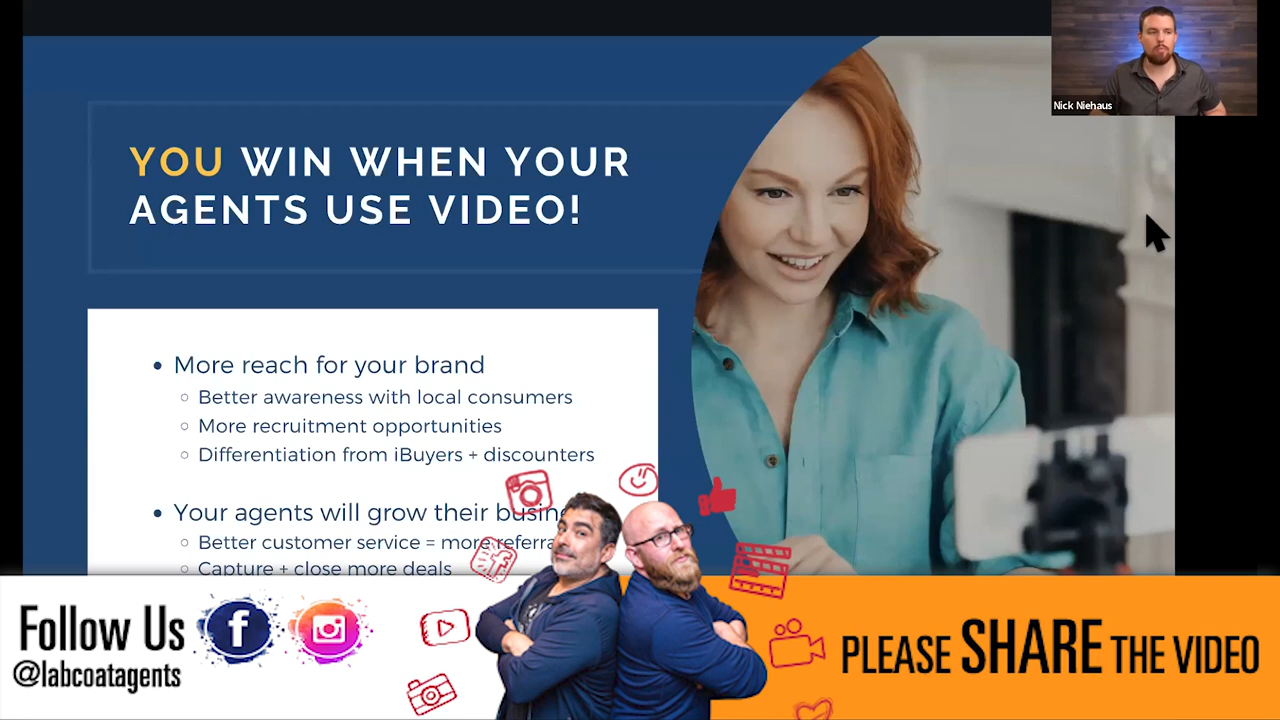 Nick Niehaus
YOU WIN WHEN YOUR
AGENTS USE VIDEO!
• More reach for your brand
○ Better awareness with local consumers
○ More recruitment opportunities
○ Differentiation from iBuyers + discounters
• Your agents will grow their busin
○ Better customer service = more referra
○ Capture + close more deals
Follow Us
@labcoatagents
PLEASE SHARE THE VIDEO